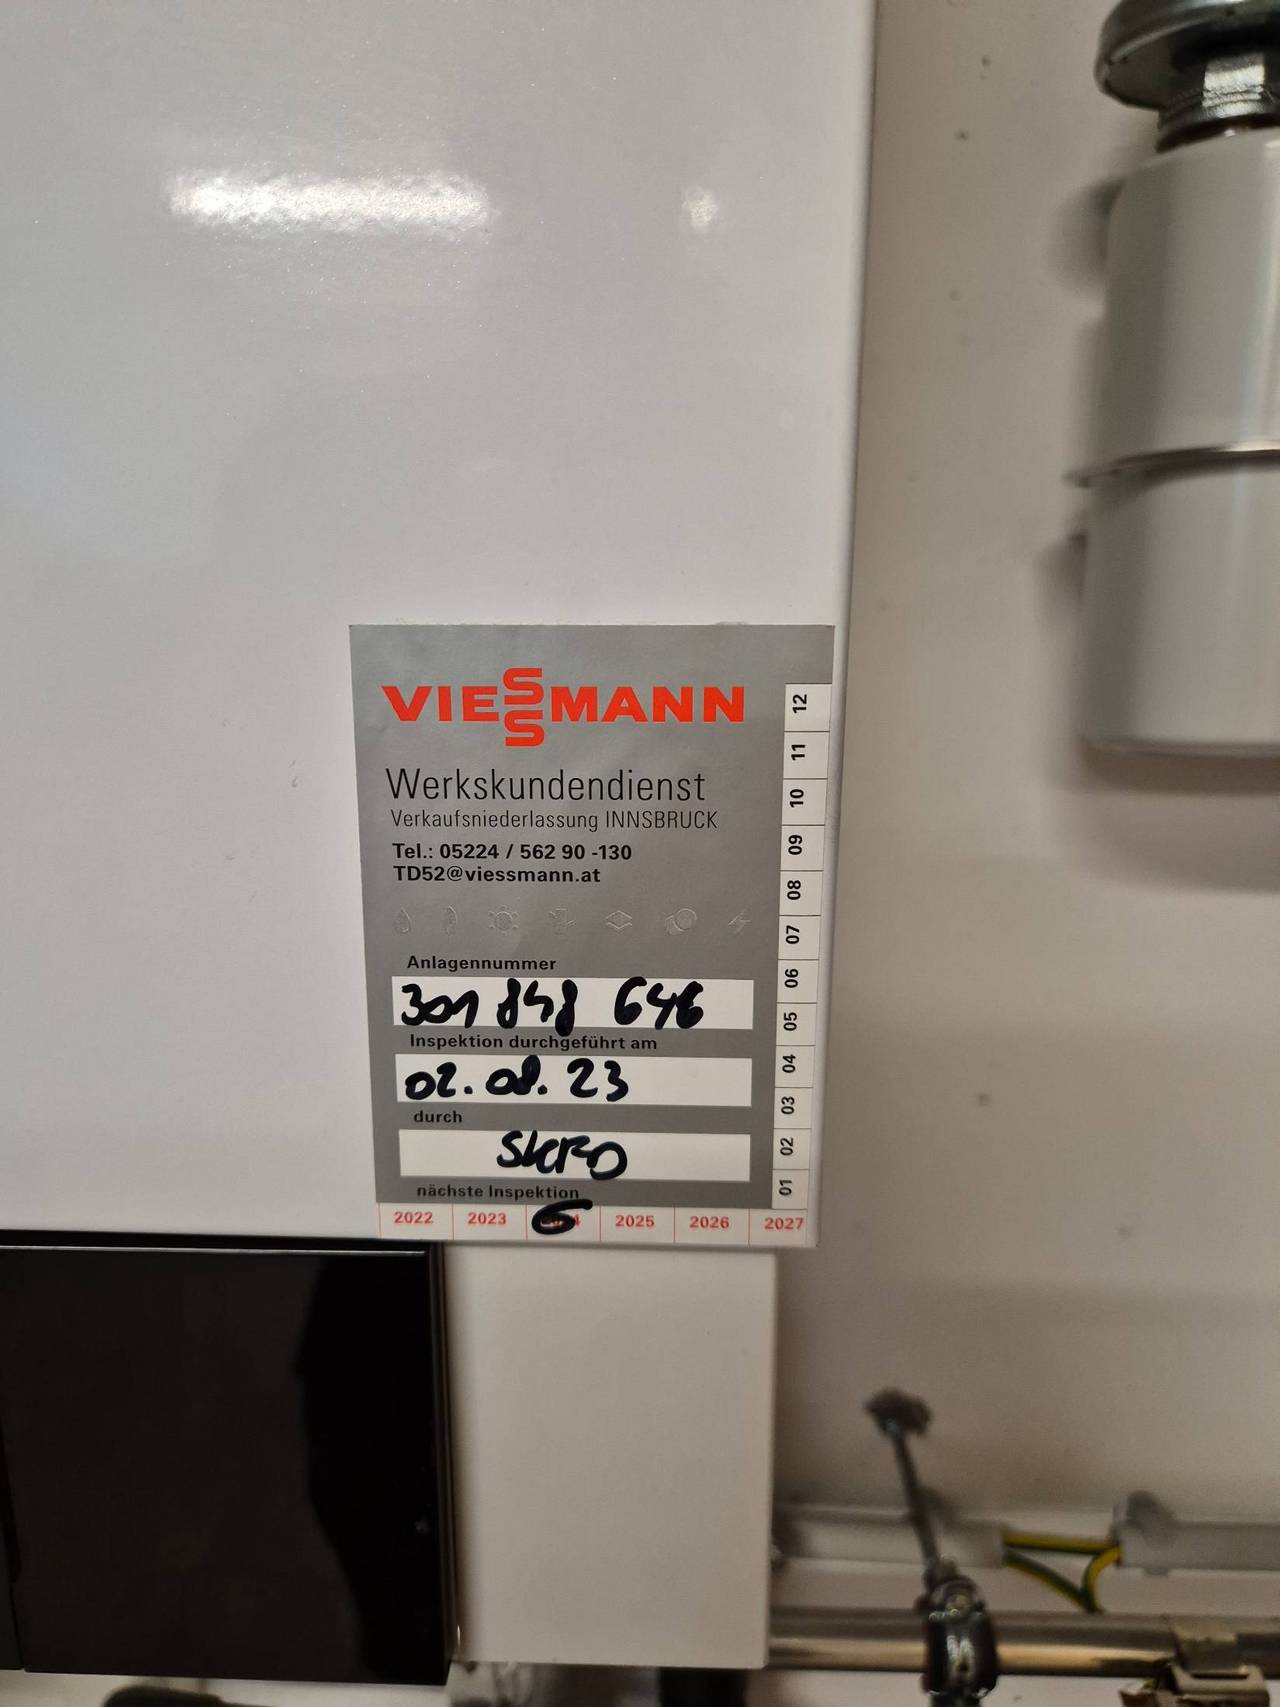 VIESSMANN
Werkskundendienst
Verkaufsniederlassung INNSBRUCK
Tel.: 05224 / 562 90 -130
TD52@viessmann.at
Anlagennummer
301 848 646
Inspektion durchgeführt am
02.08.23
durch
nächste Inspektion
6
2022 2023 2025 2026 2027
12
11
10
09
08
07
06
05
04
03
02
01